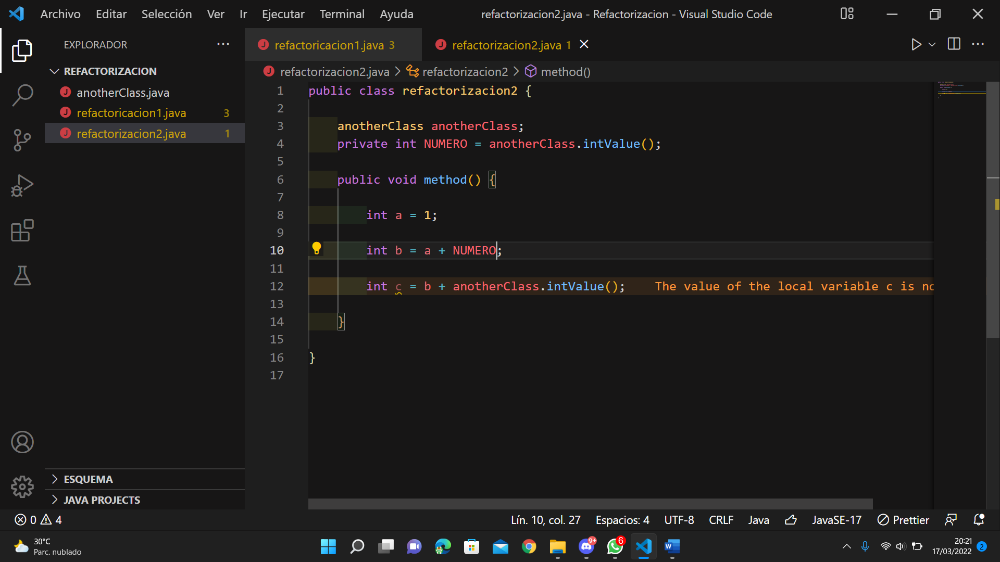 Archivo Editar Selección Ver Ir Ejecutar Terminal Ayuda refactorizacion2.java - Refactorizacion - Visual Studio Code
EXPLORADOR
REFACTORIZACION
anotherClass.java
refactoricacion1.java 3
refactorizacion2.java 1
ESQUEMA
JAVA PROJECTS
refactoricacion1.java 3 refactorizacion2.java 1
refactorizacion2.java > refactorizacion2 > method()
1 public class refactorizacion2 {
2
3 anotherClass anotherClass;
4 private int NUMERO = anotherClass.intValue();
5
6 public void method() {
7
8 int a = 1;
9
10 int b = a + NUMERO;
11
12 int c = b + anotherClass.intValue(); The value of the local variable c is no
13
14 }
15
16 }
17
0 4 Lín. 10, col. 27 Espacios: 4 UTF-8 CRLF Java JavaSE-17 Prettier
30°C
Parc. nublado
9+
6
W
20:21
17/03/2022
2